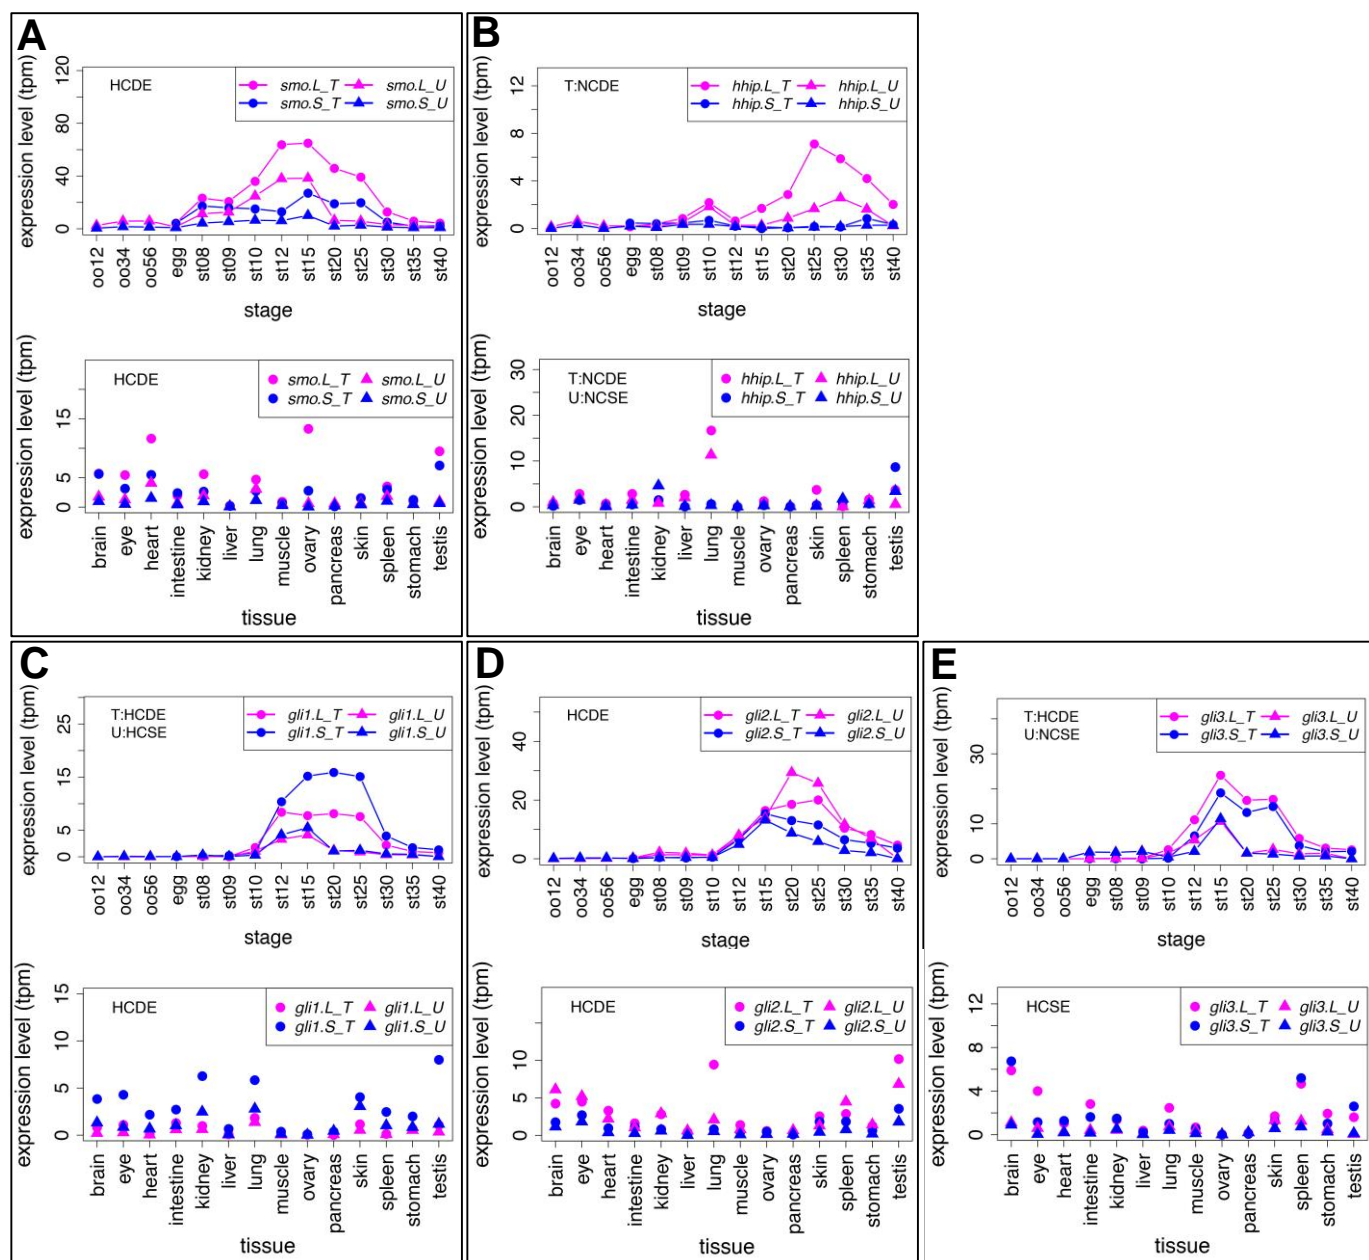 A
expression level (tpm)
120
80
40
0
HCDE
smo.L_T smo.L_U
smo.S_T smo.S_U
oo12 oo34 oo56 egg st08 st09 st10 st12 st15 st20 st25 st30 st35 st40
stage
expression level (tpm)
15
5
0
HCDE
smo.L_T smo.L_U
smo.S_T smo.S_U
brain eye heart intestine kidney liver lung muscle ovary pancreas skin spleen stomach testis
tissue
B
expression level (tpm)
12
8
4
0
T:NCDE
hhip.L_T hhip.L_U
hhip.S_T hhip.S_U
oo12 oo34 oo56 egg st08 st09 st10 st12 st15 st20 st25 st30 st35 st40
stage
expression level (tpm)
30
20
10
0
T:NCDE
U:NCSE
hhip.L_T hhip.L_U
hhip.S_T hhip.S_U
brain eye heart intestine kidney liver lung muscle ovary pancreas skin spleen stomach testis
tissue
C
expression level (tpm)
25
15
5
0
T:HCDE
U:HCSE
gli1.L_T gli1.L_U
gli1.S_T gli1.S_U
oo12 oo34 oo56 egg st08 st09 st10 st12 st15 st20 st25 st30 st35 st40
stage
expression level (tpm)
15
10
5
0
HCDE
gli1.L_T gli1.L_U
gli1.S_T gli1.S_U
brain eye heart intestine kidney liver lung muscle ovary pancreas skin spleen stomach testis
tissue
D
expression level (tpm)
40
20
0
HCDE
gli2.L_T gli2.L_U
gli2.S_T gli2.S_U
oo12 oo34 oo56 egg st08 st09 st10 st12 st15 st20 st25 st30 st35 st40
stage
expression level (tpm)
10
5
0
HCDE
gli2.L_T gli2.L_U
gli2.S_T gli2.S_U
brain eye heart intestine kidney liver lung muscle ovary pancreas skin spleen stomach testis
tissue
E
expression level (tpm)
30
10
0
T:HCDE
U:NCSE
gli3.L_T gli3.L_U
gli3.S_T gli3.S_U
oo12 oo34 oo56 egg st08 st09 st10 st12 st15 st20 st25 st30 st35 st40
stage
expression level (tpm)
12
8
4
0
HCSE
gli3.L_T gli3.L_U
gli3.S_T gli3.S_U
brain eye heart intestine kidney liver lung muscle ovary pancreas skin spleen stomach testis
tissue